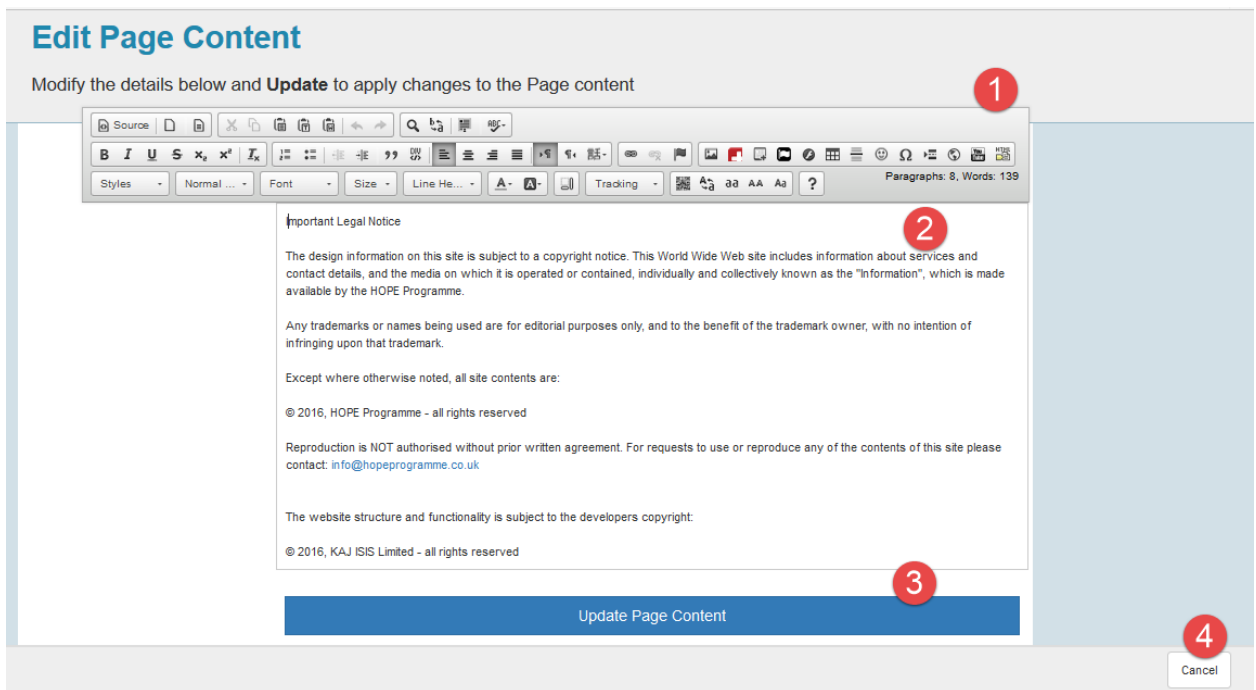 Edit Page Content
Modify the details below and Update to apply changes to the Page content
1
Source
ABC
B I U S x₂ x² Iₓ
Styles Normal ... Font Size Line He... A A Tracking aa AA Aa ? Paragraphs: 8, Words: 139
Important Legal Notice
2
The design information on this site is subject to a copyright notice. This World Wide Web site includes information about services and
contact details, and the media on which it is operated or contained, individually and collectively known as the "Information", which is made
available by the HOPE Programme.
Any trademarks or names being used are for editorial purposes only, and to the benefit of the trademark owner, with no intention of
infringing upon that trademark.
Except where otherwise noted, all site contents are:
© 2016, HOPE Programme - all rights reserved
Reproduction is NOT authorised without prior written agreement. For requests to use or reproduce any of the contents of this site please
contact: info@hopeprogramme.co.uk
The website structure and functionality is subject to the developers copyright:
© 2016, KAJ ISIS Limited - all rights reserved
3
Update Page Content
4
Cancel